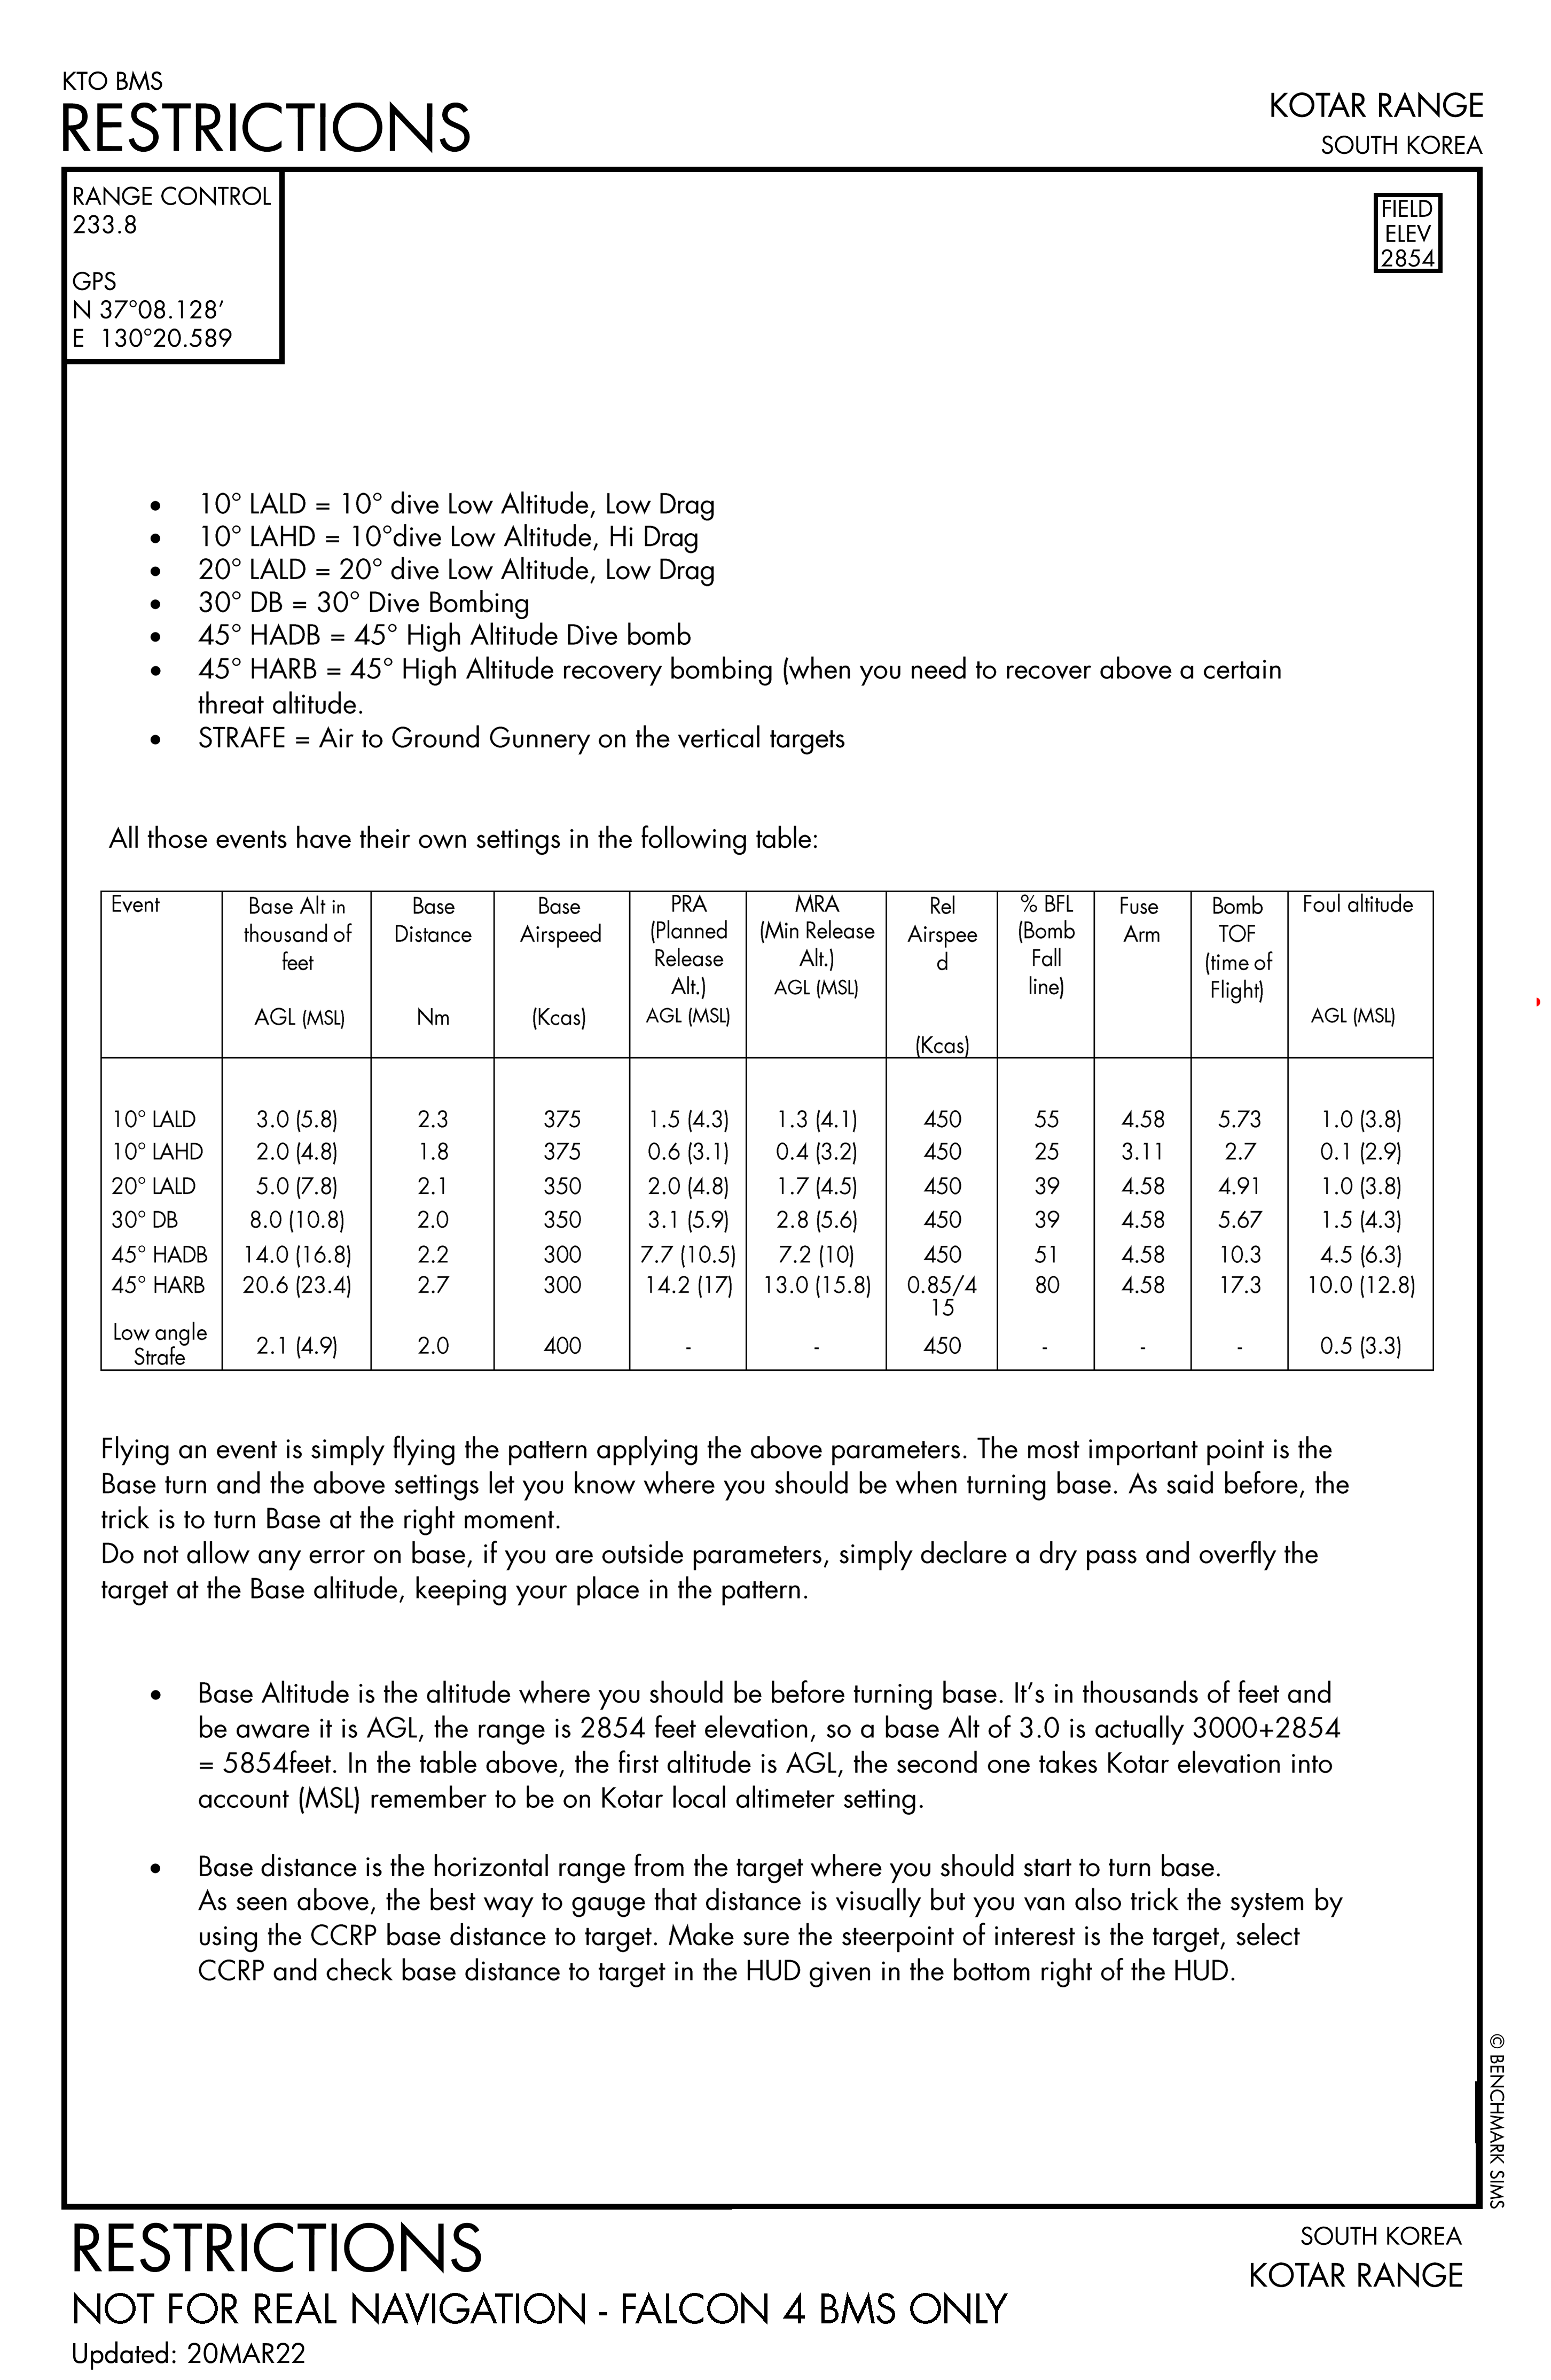 KTO BMS
RESTRICTIONS
KOTAR RANGE
SOUTH KOREA
RANGE CONTROL
233.8
GPS
N 37°08.128’
E 130°20.589
FIELD
ELEV
2854
• 10° LALD = 10° dive Low Altitude, Low Drag
• 10° LAHD = 10°dive Low Altitude, Hi Drag
• 20° LALD = 20° dive Low Altitude, Low Drag
• 30° DB = 30° Dive Bombing
• 45° HADB = 45° High Altitude Dive bomb
• 45° HARB = 45° High Altitude recovery bombing (when you need to recover above a certain
threat altitude.
• STRAFE = Air to Ground Gunnery on the vertical targets
All those events have their own settings in the following table:
Event
Base Alt in
thousand of
feet
AGL (MSL)
Base
Distance
Nm
Base
Airspeed
(Kcas)
PRA
(Planned
Release
Alt.)
AGL (MSL)
MRA
(Min Release
Alt.)
AGL (MSL)
Rel
Airspee
d
(Kcas)
% BFL
(Bomb
Fall
line)
Fuse
Arm
Bomb
TOF
(time of
Flight)
Foul altitude
AGL (MSL)
10° LALD 3.0 (5.8) 2.3 375 1.5 (4.3) 1.3 (4.1) 450 55 4.58 5.73 1.0 (3.8)
10° LAHD 2.0 (4.8) 1.8 375 0.6 (3.1) 0.4 (3.2) 450 25 3.11 2.7 0.1 (2.9)
20° LALD 5.0 (7.8) 2.1 350 2.0 (4.8) 1.7 (4.5) 450 39 4.58 4.91 1.0 (3.8)
30° DB 8.0 (10.8) 2.0 350 3.1 (5.9) 2.8 (5.6) 450 39 4.58 5.67 1.5 (4.3)
45° HADB 14.0 (16.8) 2.2 300 7.7 (10.5) 7.2 (10) 450 51 4.58 10.3 4.5 (6.3)
45° HARB 20.6 (23.4) 2.7 300 14.2 (17) 13.0 (15.8) 0.85/4 80 4.58 17.3 10.0 (12.8)
15
Low angle
Strafe 2.1 (4.9) 2.0 400 - - 450 - - - 0.5 (3.3)
Flying an event is simply flying the pattern applying the above parameters. The most important point is the
Base turn and the above settings let you know where you should be when turning base. As said before, the
trick is to turn Base at the right moment.
Do not allow any error on base, if you are outside parameters, simply declare a dry pass and overfly the
target at the Base altitude, keeping your place in the pattern.
• Base Altitude is the altitude where you should be before turning base. It’s in thousands of feet and
be aware it is AGL, the range is 2854 feet elevation, so a base Alt of 3.0 is actually 3000+2854
= 5854feet. In the table above, the first altitude is AGL, the second one takes Kotar elevation into
account (MSL) remember to be on Kotar local altimeter setting.
• Base distance is the horizontal range from the target where you should start to turn base.
As seen above, the best way to gauge that distance is visually but you van also trick the system by
using the CCRP base distance to target. Make sure the steerpoint of interest is the target, select
CCRP and check base distance to target in the HUD given in the bottom right of the HUD.
© BENCHMARK SIMS
RESTRICTIONS
SOUTH KOREA
KOTAR RANGE
NOT FOR REAL NAVIGATION - FALCON 4 BMS ONLY
Updated: 20MAR22